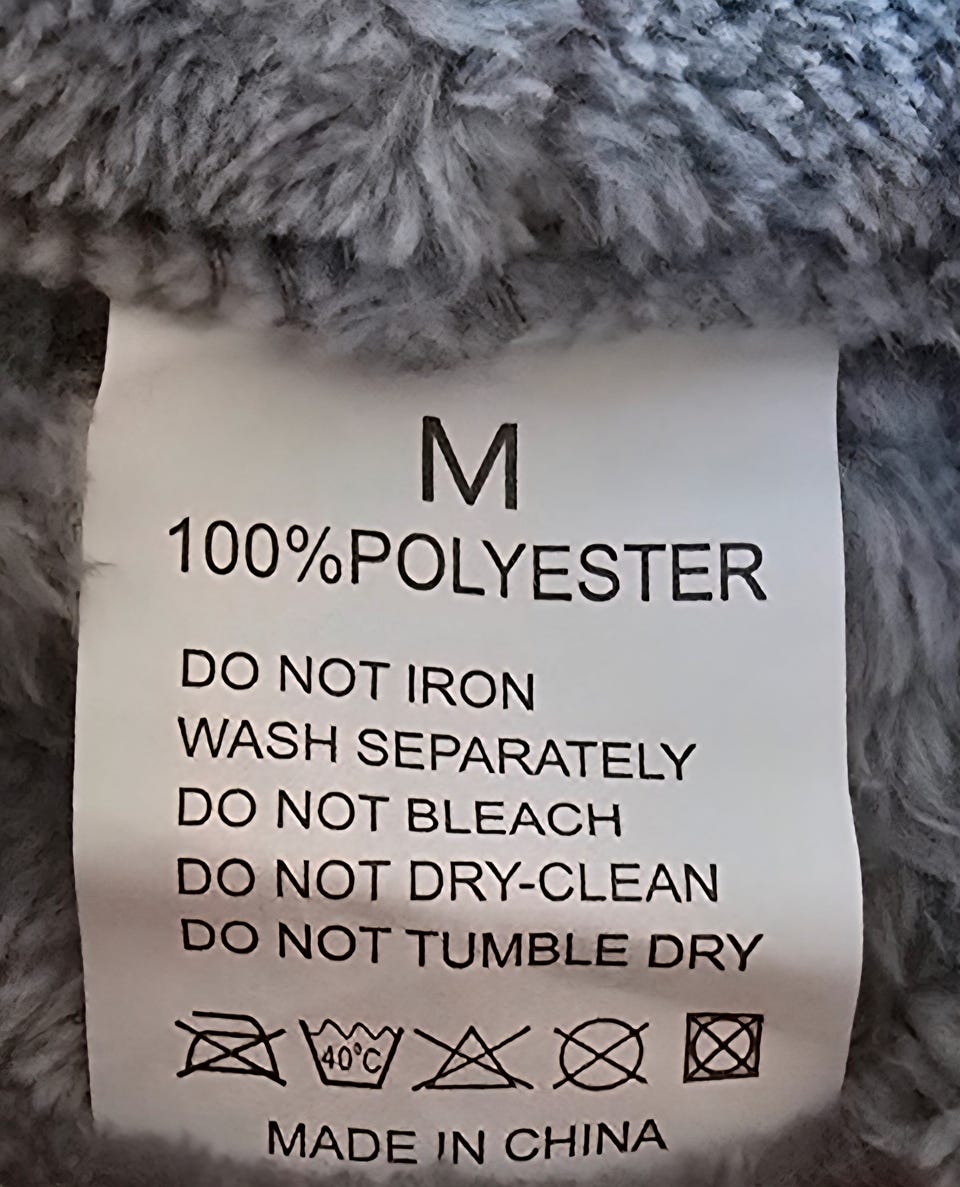 M
100%POLYESTER
DO NOT IRON
WASH SEPARATELY
DO NOT BLEACH
DO NOT DRY-CLEAN
DO NOT TUMBLE DRY
40°C
MADE IN CHINA